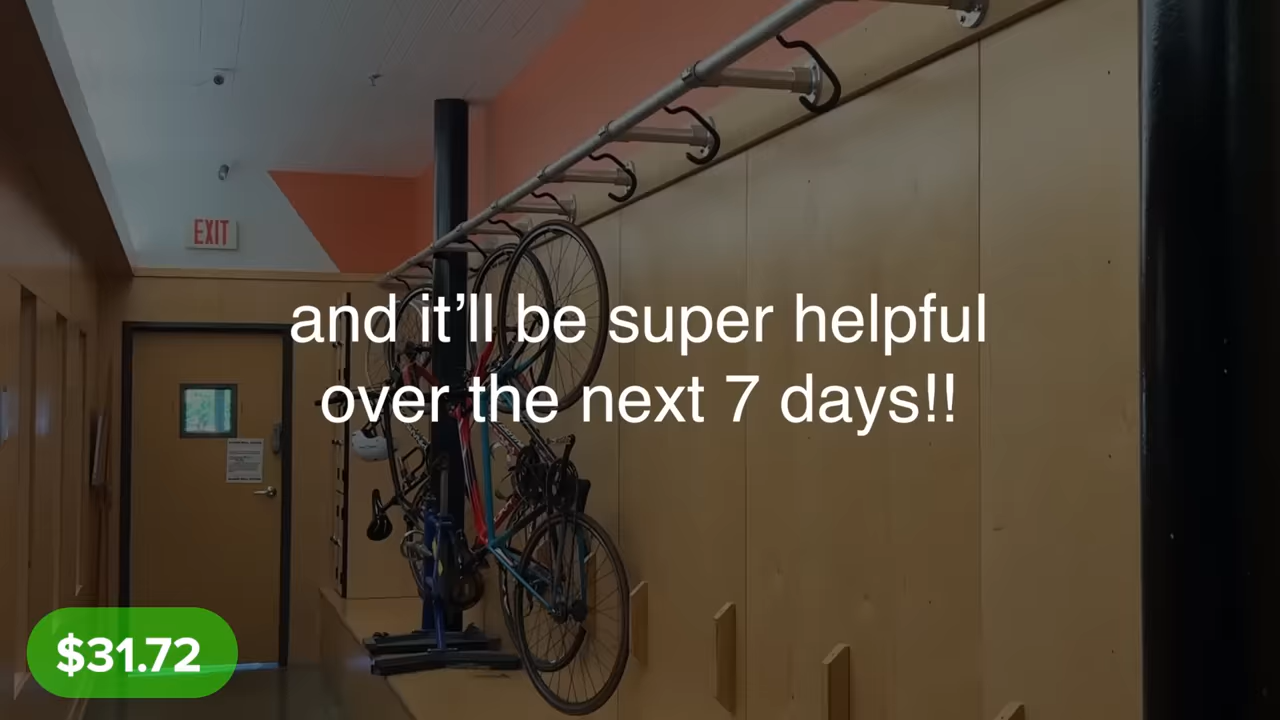 EXIT
and it’ll be super helpful
over the next 7 days!!
$31.72